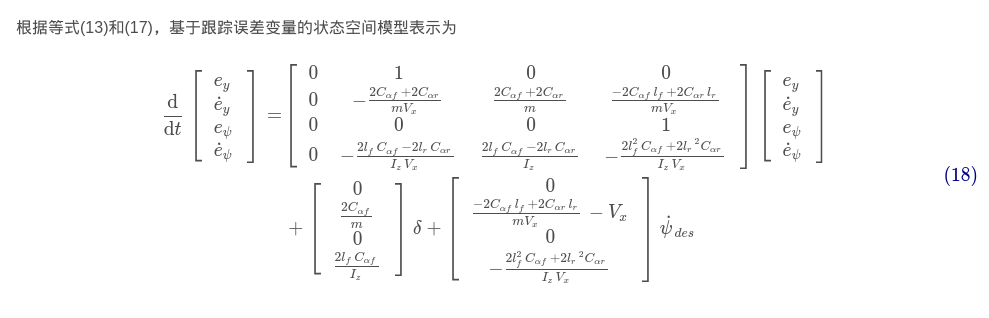 根据等式(13)和(17)，基于跟踪误差变量的状态空间模型表示为
$$\frac{\mathrm{d}}{\mathrm{d}t}\begin{bmatrix} e_y \\ \dot{e}_y \\ e_\psi \\ \dot{e}_\psi \end{bmatrix} = \begin{bmatrix} 0 & 1 & 0 & 0 \\ 0 & -\frac{2C_{\alpha f}+2C_{\alpha r}}{mV_x} & \frac{2C_{\alpha f}+2C_{\alpha r}}{m} & \frac{-2C_{\alpha f}l_f+2C_{\alpha r}l_r}{mV_x} \\ 0 & 0 & 0 & 1 \\ 0 & -\frac{2l_fC_{\alpha f}-2l_rC_{\alpha r}}{I_zV_x} & \frac{2l_fC_{\alpha f}-2l_rC_{\alpha r}}{I_z} & -\frac{2l_f^2C_{\alpha f}+2l_r{}^2C_{\alpha r}}{I_zV_x} \end{bmatrix}\begin{bmatrix} e_y \\ \dot{e}_y \\ e_\psi \\ \dot{e}_\psi \end{bmatrix}$$
$$+\begin{bmatrix} 0 \\ \frac{2C_{\alpha f}}{m} \\ 0 \\ \frac{2l_fC_{\alpha f}}{I_z} \end{bmatrix}\delta+\begin{bmatrix} 0 \\ \frac{-2C_{\alpha f}l_f+2C_{\alpha r}l_r}{mV_x}-V_x \\ 0 \\ -\frac{2l_f^2C_{\alpha f}+2l_r{}^2C_{\alpha r}}{I_zV_x} \end{bmatrix}\dot{\psi}_{des}$$
(18)